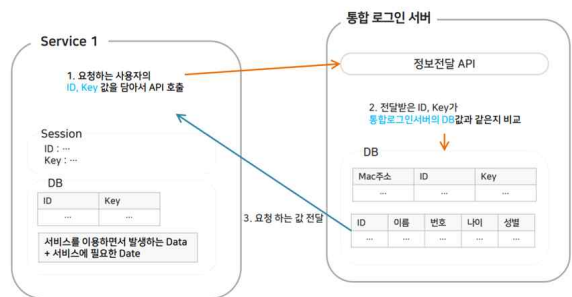 Service 1
1. 요청하는 사용자의
ID, Key 값을 담아서 API 호출
Session
ID : ...
Key : ...
DB
ID Key
... ...
서비스를 이용하면서 발생하는 Data
+ 서비스에 필요한 Date
3. 요청 하는 값 전달
통합 로그인 서버
정보전달 API
2. 전달받은 ID, Key가
통합로그인서버의 DB값과 같은지 비교
DB
Mac주소 ID Key
... ... ...
ID 이름 번호 나이 성별
... ... ... ... ...